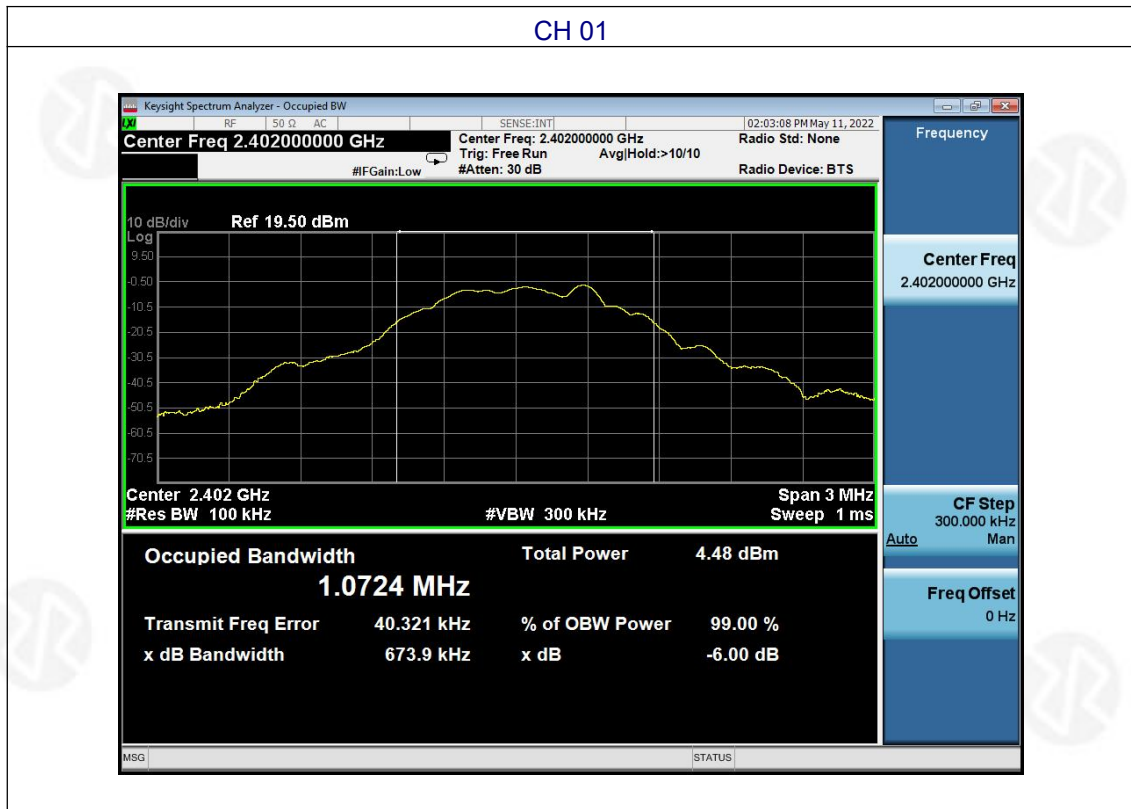 CH 01
Keysight Spectrum Analyzer - Occupied BW
LXI RF 50 Ω AC SENSE:INT 02:03:08 PM May 11, 2022
Center Freq 2.402000000 GHz
#IFGain:Low
Center Freq: 2.402000000 GHz
Trig: Free Run Avg|Hold:>10/10
#Atten: 30 dB
Radio Std: None
Radio Device: BTS
10 dB/div Ref 19.50 dBm
Log
9.50
-0.50
-10.5
-20.5
-30.5
-40.5
-50.5
-60.5
-70.5
Center 2.402 GHz Span 3 MHz
#Res BW 100 kHz #VBW 300 kHz Sweep 1 ms
Occupied Bandwidth Total Power 4.48 dBm
1.0724 MHz
Transmit Freq Error 40.321 kHz % of OBW Power 99.00 %
x dB Bandwidth 673.9 kHz x dB -6.00 dB
MSG STATUS
Frequency
Center Freq
2.402000000 GHz
CF Step
300.000 kHz
Auto Man
Freq Offset
0 Hz